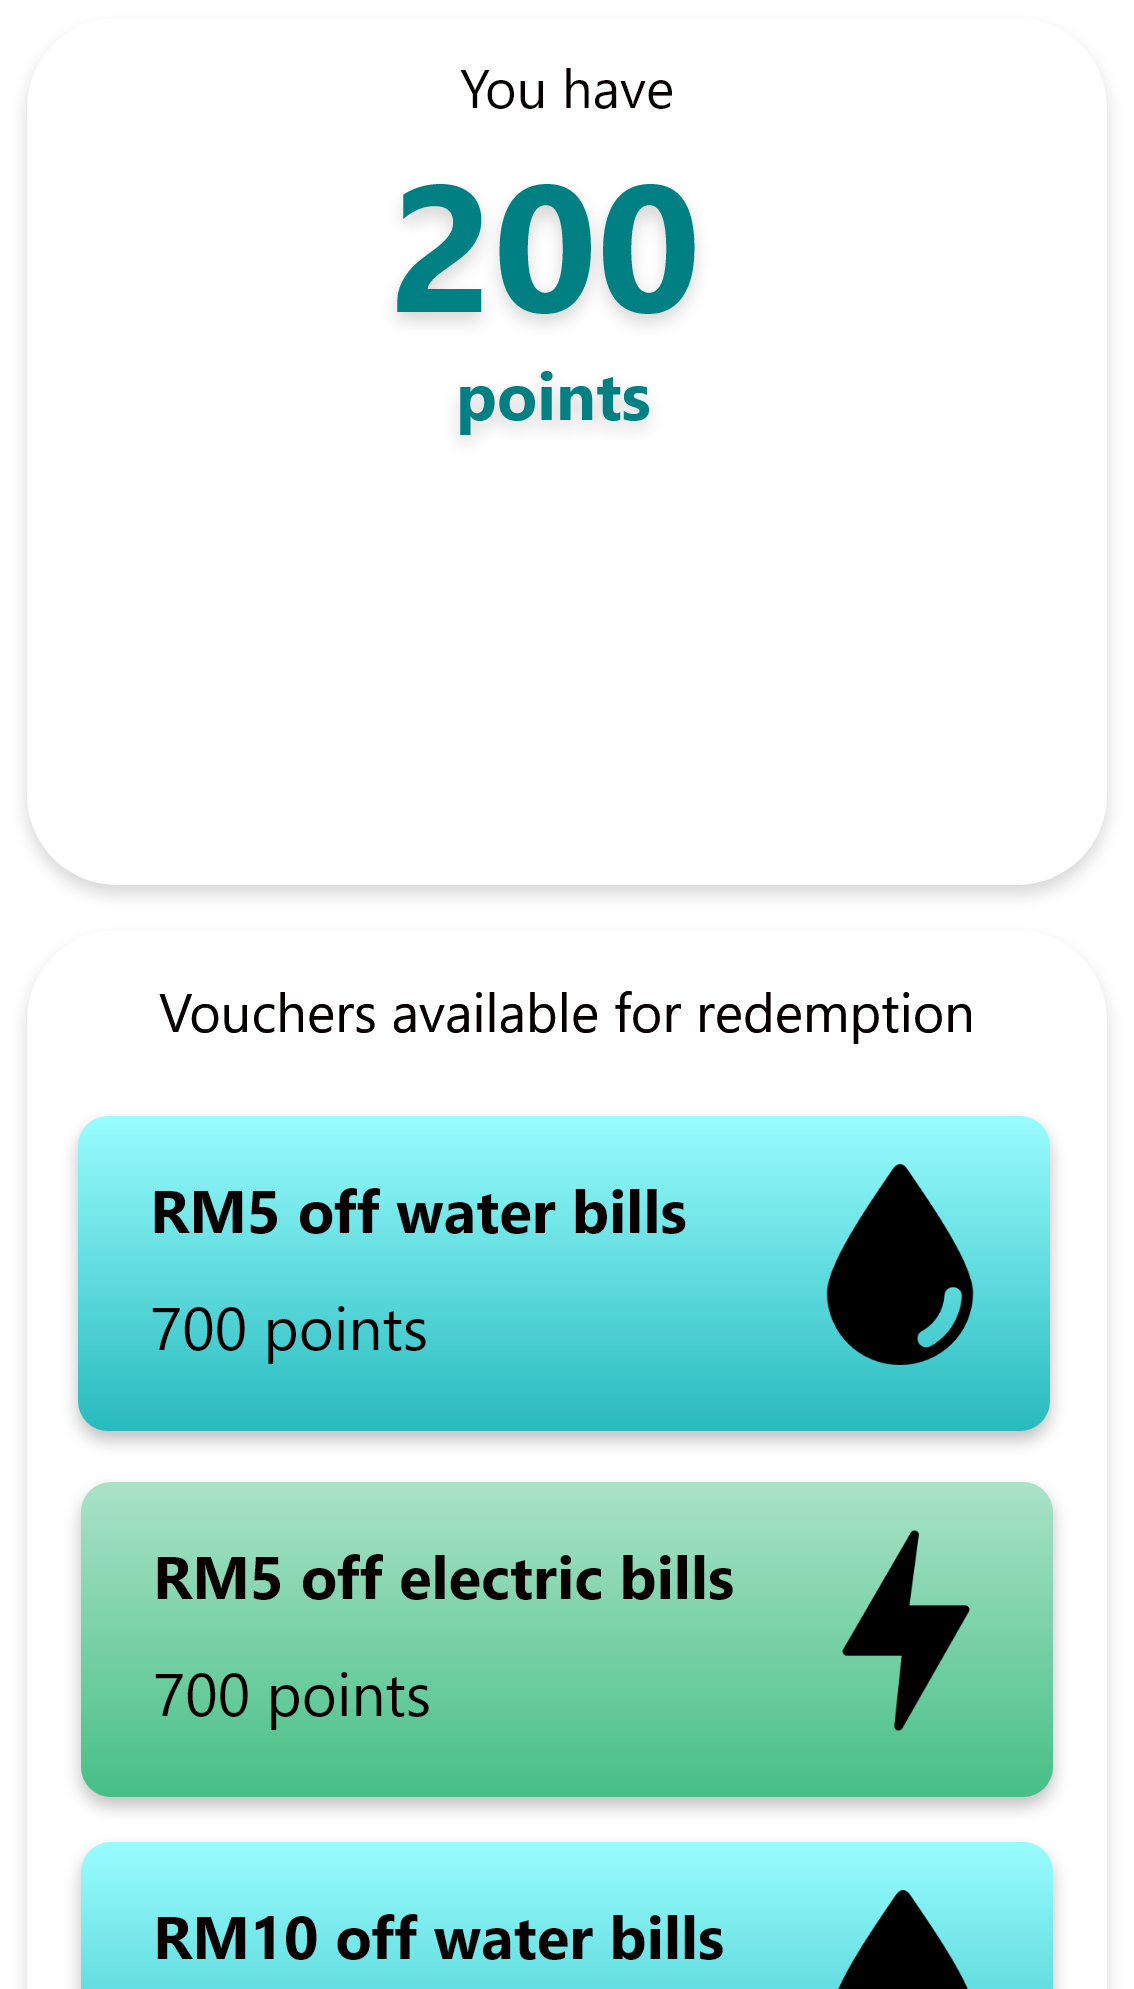 You have
200
points
Vouchers available for redemption
RM5 off water bills
700 points
RM5 off electric bills
700 points
RM10 off water bills